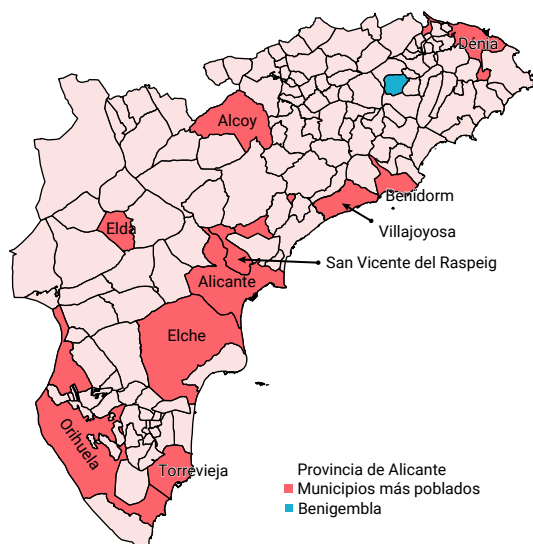 Dénia
Alcoy
Benidorm
Elda
Villajoyosa
San Vicente del Raspeig
Alicante
Elche
Orihuela
Torrevieja
Provincia de Alicante
Municipios más poblados
Benigembla